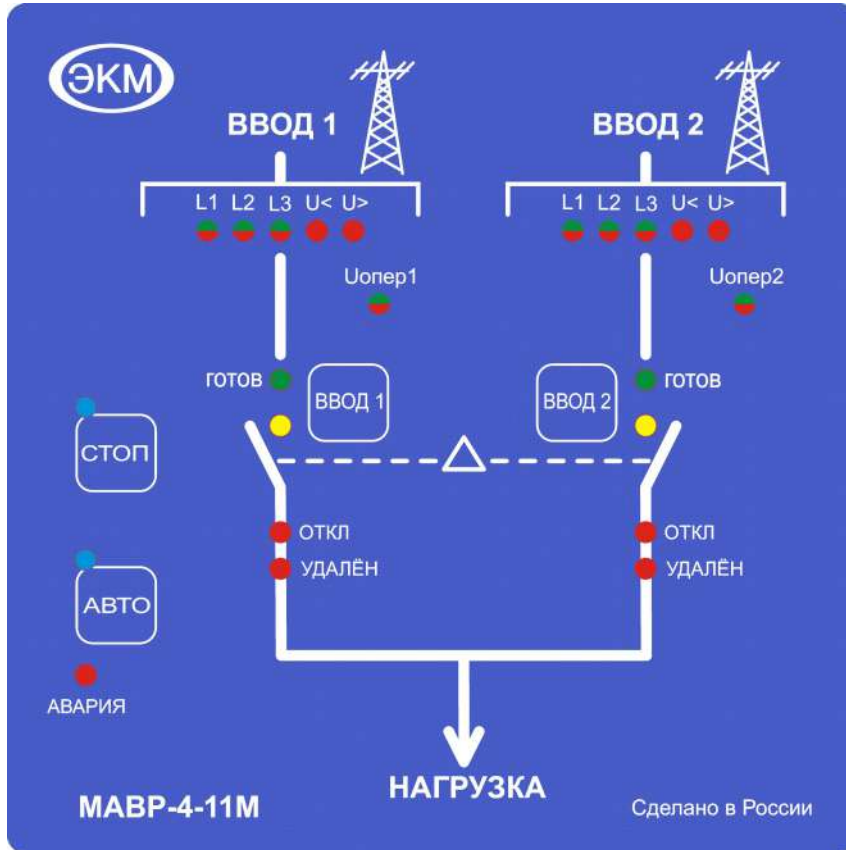 ЭКМ
ВВОД 1 ВВОД 2
L1 L2 L3 U< U> L1 L2 L3 U< U>
Uопер1 Uопер2
ГОТОВ ВВОД 1 ВВОД 2 ГОТОВ
СТОП
ОТКЛ ОТКЛ
УДАЛЁН УДАЛЁН
АВТО
АВАРИЯ
НАГРУЗКА
МАВР-4-11М Сделано в России